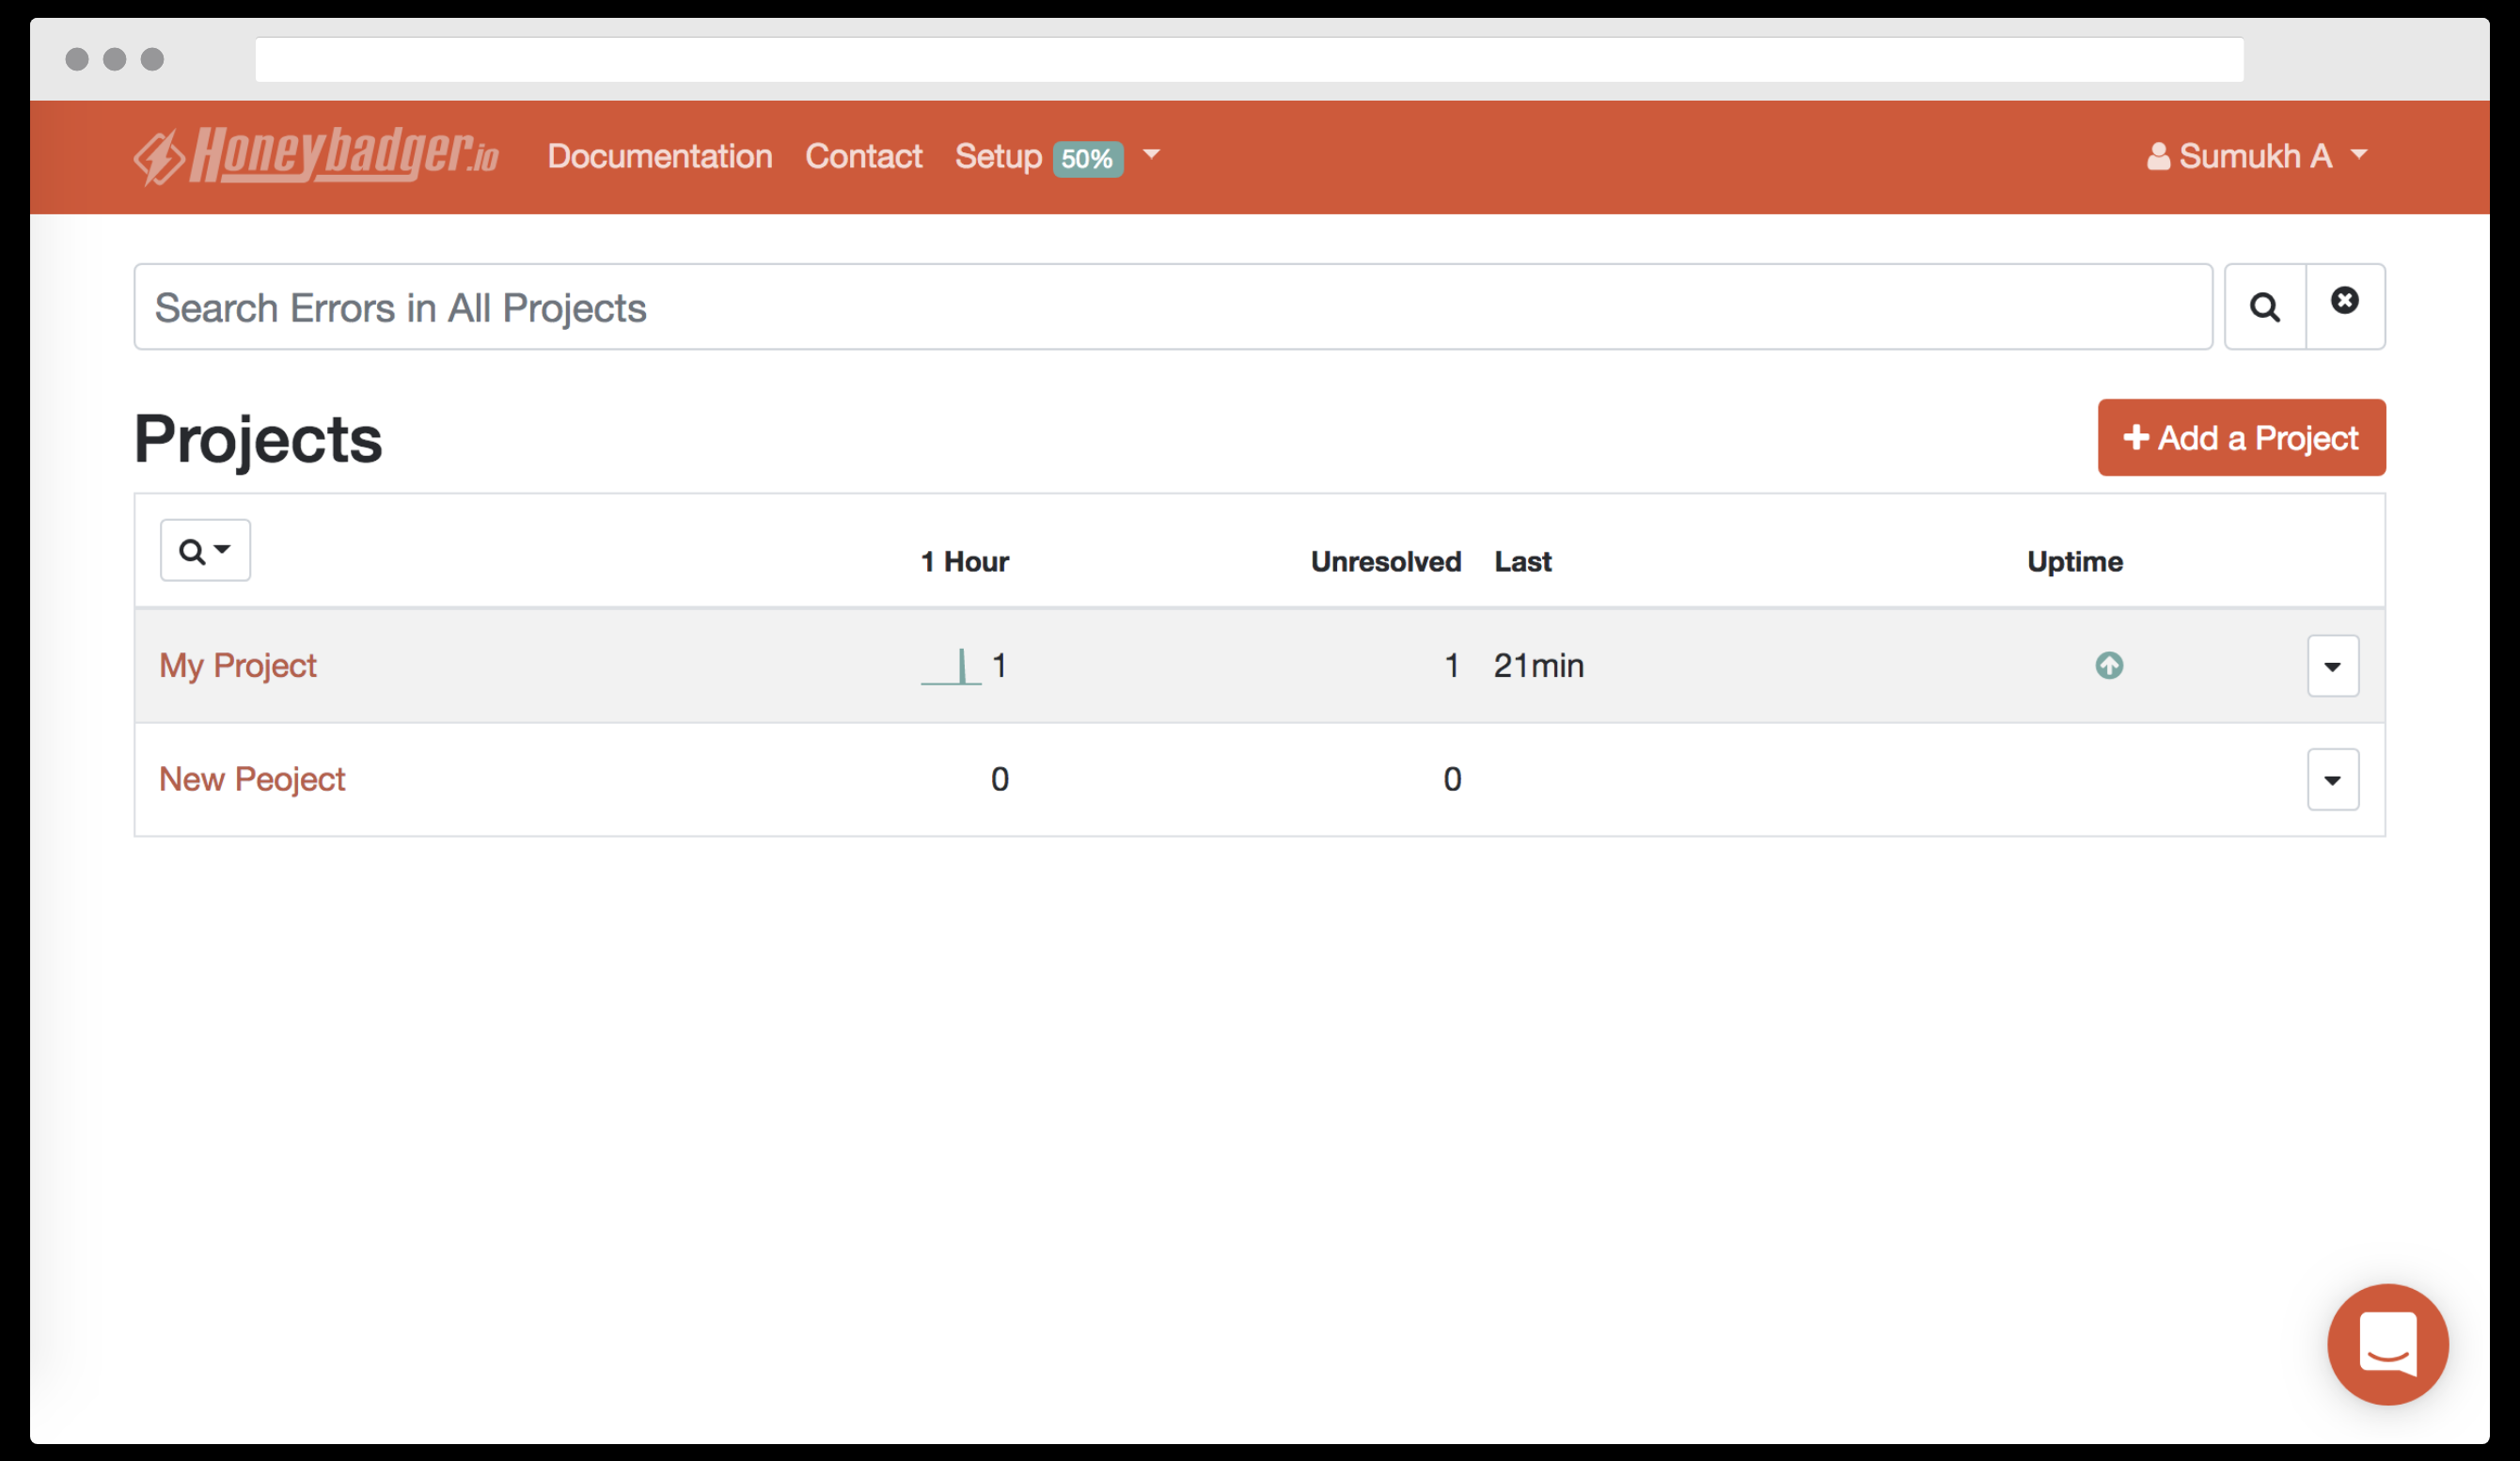 Honeybadger.io Documentation Contact Setup 50% Sumukh A
Search Errors in All Projects
Projects
Add a Project
1 Hour Unresolved Last Uptime
My Project 1 1 21min
New Peoject 0 0